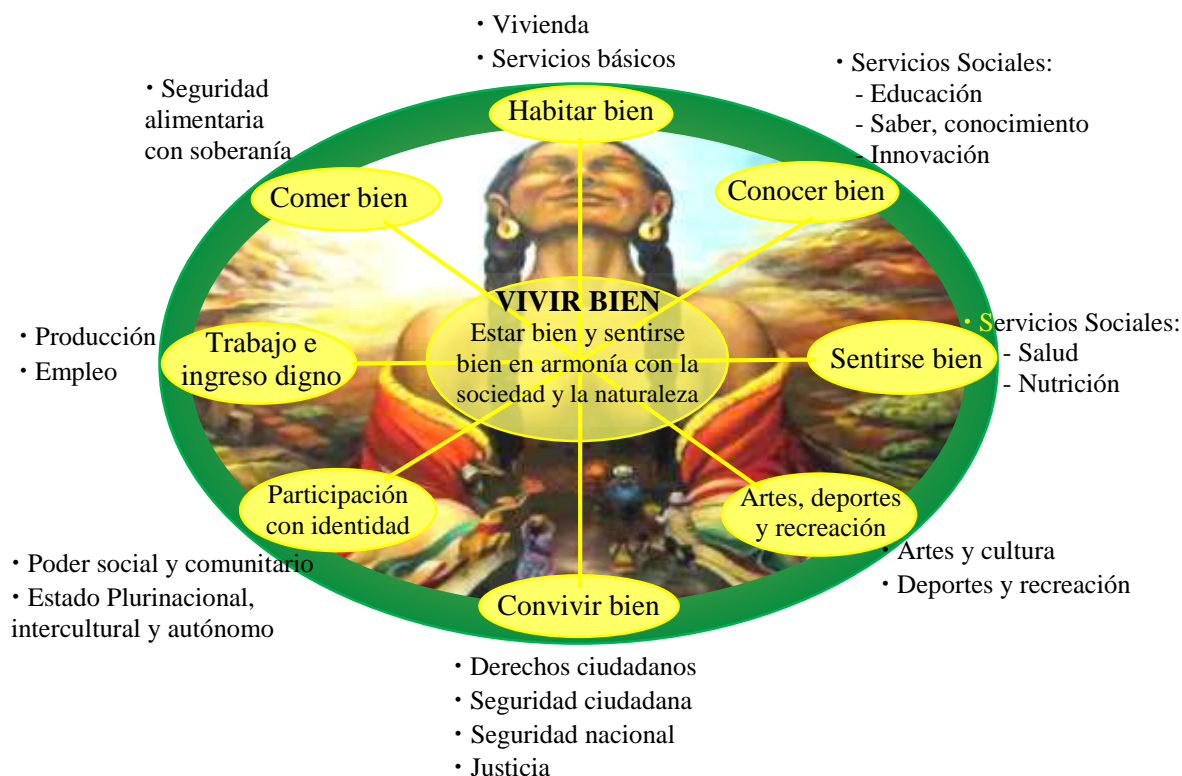 · Vivienda
· Servicios básicos
Habitar bien
· Servicios Sociales:
- Educación
- Saber, conocimiento
- Innovación
Conocer bien
· Seguridad
alimentaria
con soberanía
Comer bien
VIVIR BIEN
Estar bien y sentirse
bien en armonía con la
sociedad y la naturaleza
· Producción
· Empleo
Trabajo e
ingreso digno
Sentirse bien
· Servicios Sociales:
- Salud
- Nutrición
Participación
con identidad
· Poder social y comunitario
· Estado Plurinacional,
intercultural y autónomo
Artes, deportes
y recreación
· Artes y cultura
· Deportes y recreación
Convivir bien
· Derechos ciudadanos
· Seguridad ciudadana
· Seguridad nacional
· Justicia